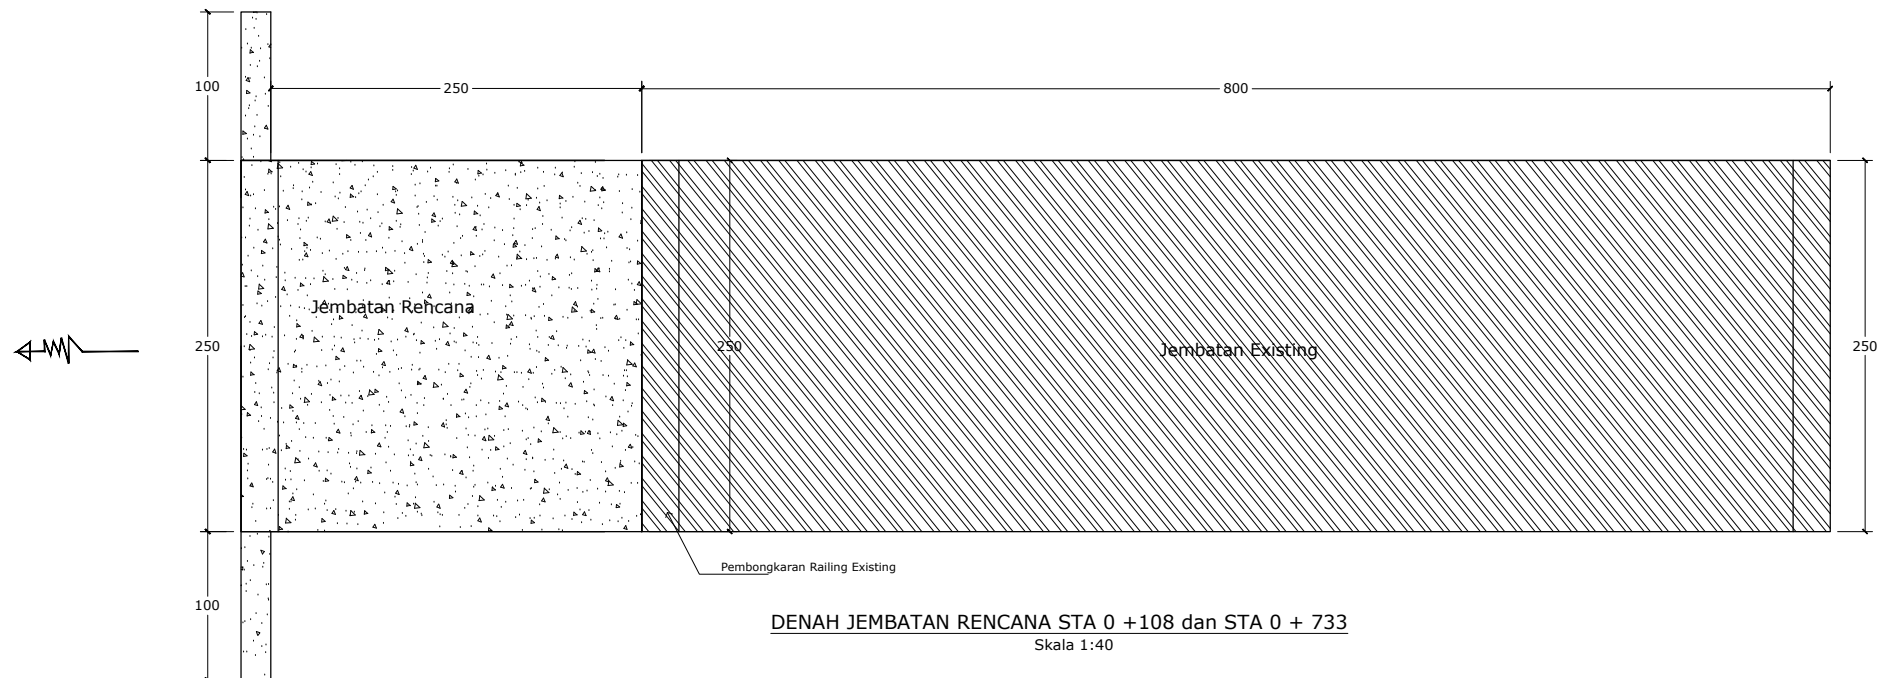 100
250
800
Jembatan Rencana
250
250
Jembatan Existing
250
Pembongkaran Railing Existing
100
DENAH JEMBATAN RENCANA STA 0 +108 dan STA 0 + 733
Skala 1:40